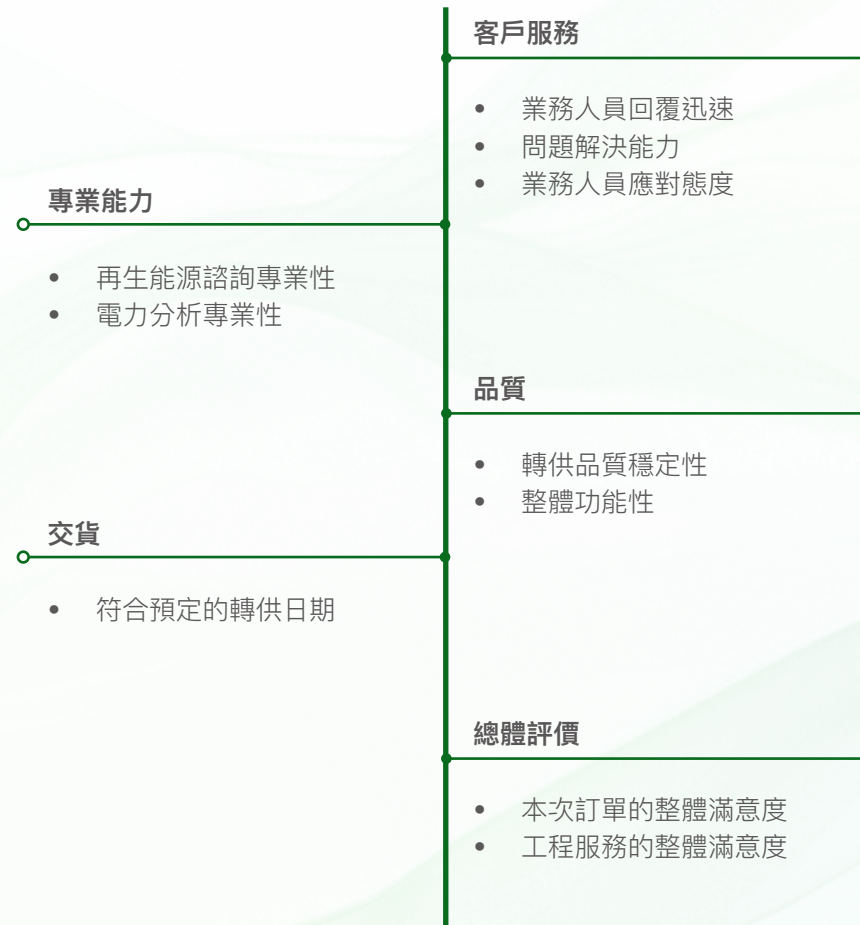 客戶服務
• 業務人員回覆迅速
• 問題解決能力
• 業務人員應對態度
專業能力
• 再生能源諮詢專業性
• 電力分析專業性
品質
• 轉供品質穩定性
• 整體功能性
交貨
• 符合預定的轉供日期
總體評價
• 本次訂單的整體滿意度
• 工程服務的整體滿意度